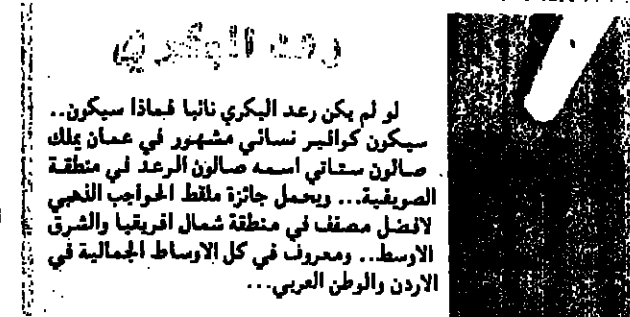 رعد البكري
لو لم يكن رعد البكري نائبا فماذا سيكون..
سيكون كوافير نسائي مشهور في عمان يملك
صالون ستاتي اسمه صالون الرعد في منطقة
الصويفية... ويحمل جائزة ملقط الحواجب الذهبي
لافضل مصفف في منطقة شمال افريقيا والشرق
الاوسط.. ومعروف في كل الاوساط الجمالية في
الاردن والوطن العربي...